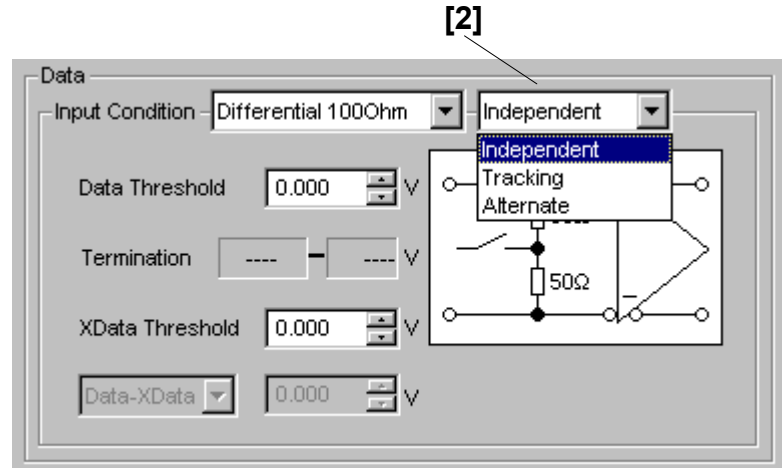 [2]
Data
Input Condition Differential 100Ohm Independent
Independent
Tracking
Alternate
Data Threshold 0.000 V
Termination ---- - ---- V
50Ω
XData Threshold 0.000 V
Data-XData 0.000 V